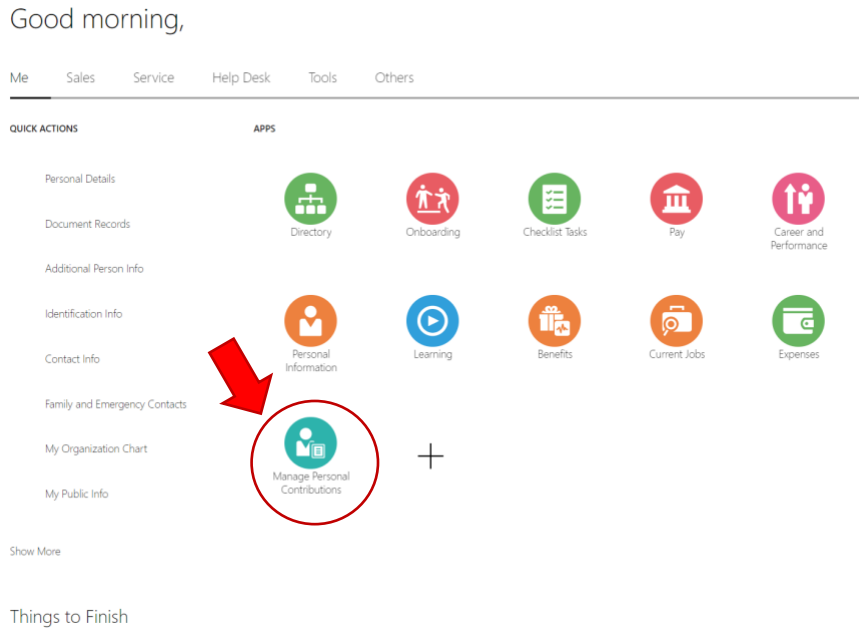 Good morning,
Me Sales Service Help Desk Tools Others
QUICK ACTIONS
Personal Details
Document Records
Additional Person Info
Identification Info
Contact Info
Family and Emergency Contacts
My Organization Chart
My Public Info
Show More
APPS
Directory
Onboarding
Checklist Tasks
Pay
Career and
Performance
Personal
Information
Learning
Benefits
Current Jobs
Expenses
Manage Personal
Contributions
Things to Finish